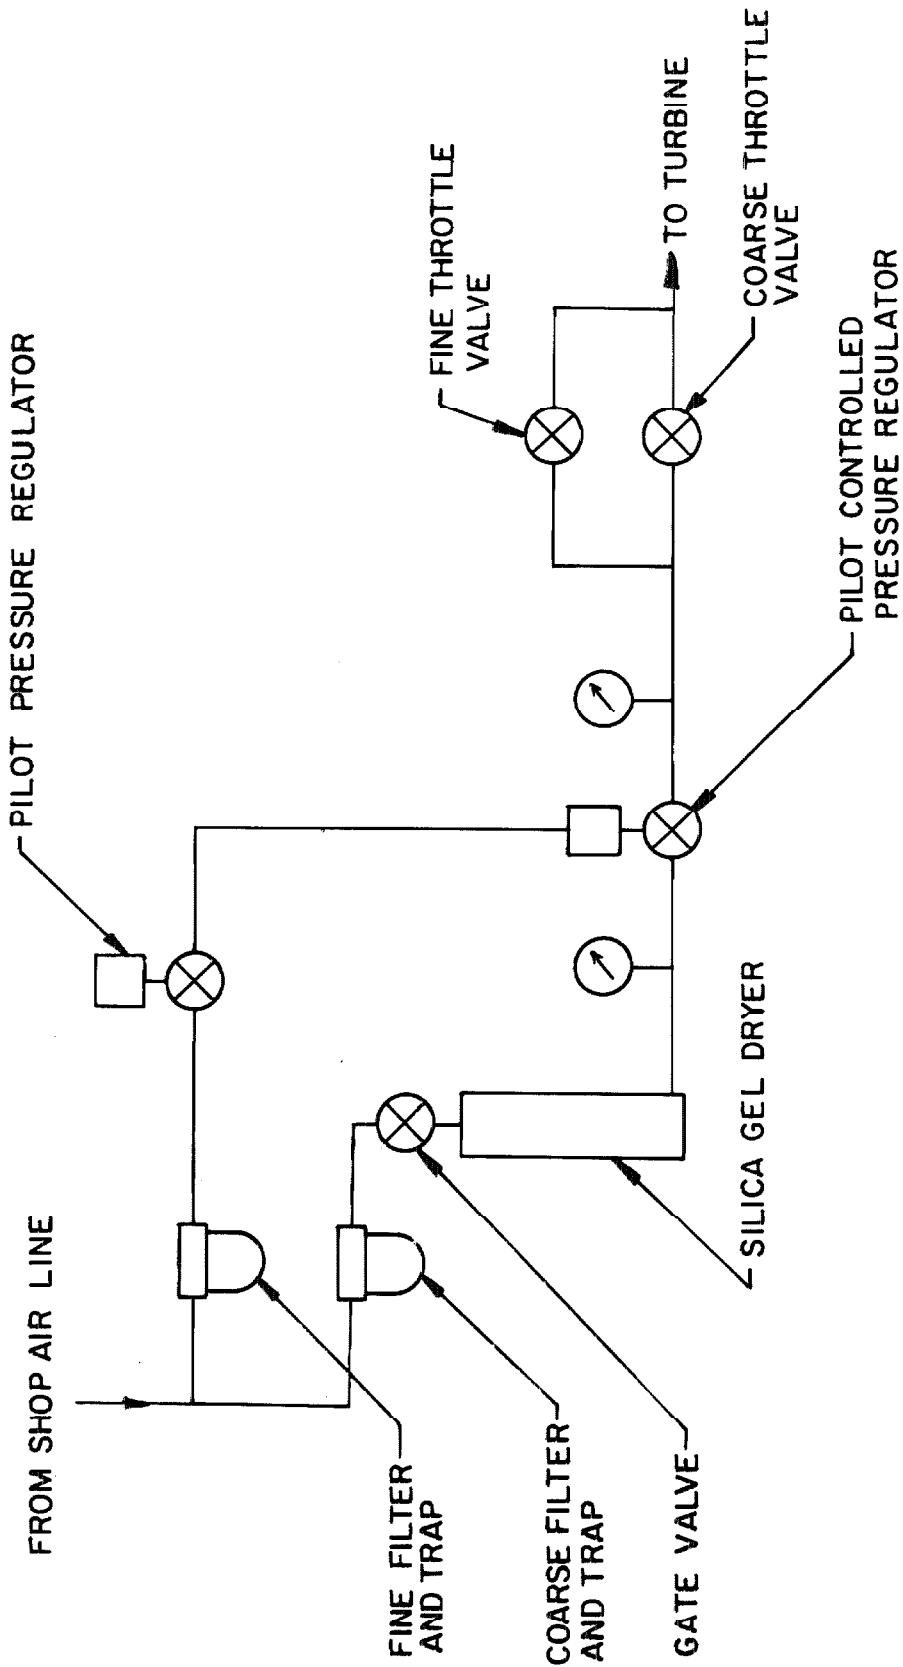 FROM SHOP AIR LINE
PILOT PRESSURE REGULATOR
FINE FILTER
AND TRAP
COARSE FILTER
AND TRAP
GATE VALVE
SILICA GEL DRYER
FINE THROTTLE
VALVE
TO TURBINE
COARSE THROTTLE
VALVE
PILOT CONTROLLED
PRESSURE REGULATOR